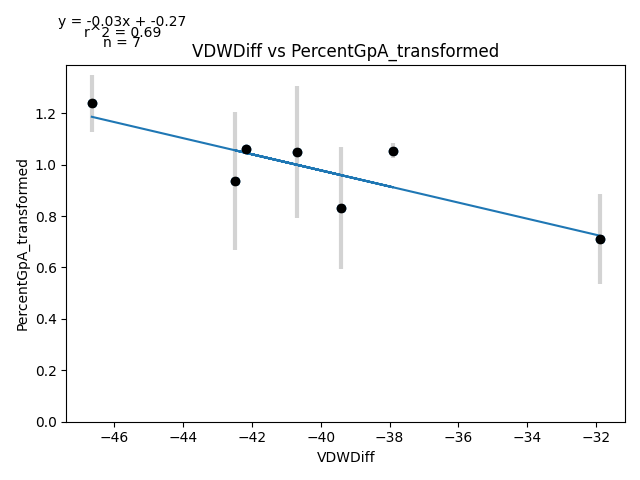 y = -0.03x + -0.27
r^2 = 0.69
n = 7
VDWDiff vs PercentGpA_transformed
PercentGpA_transformed
1.2
1.0
0.8
0.6
0.4
0.2
0.0
−46 −44 −42 −40 −38 −36 −34 −32
VDWDiff